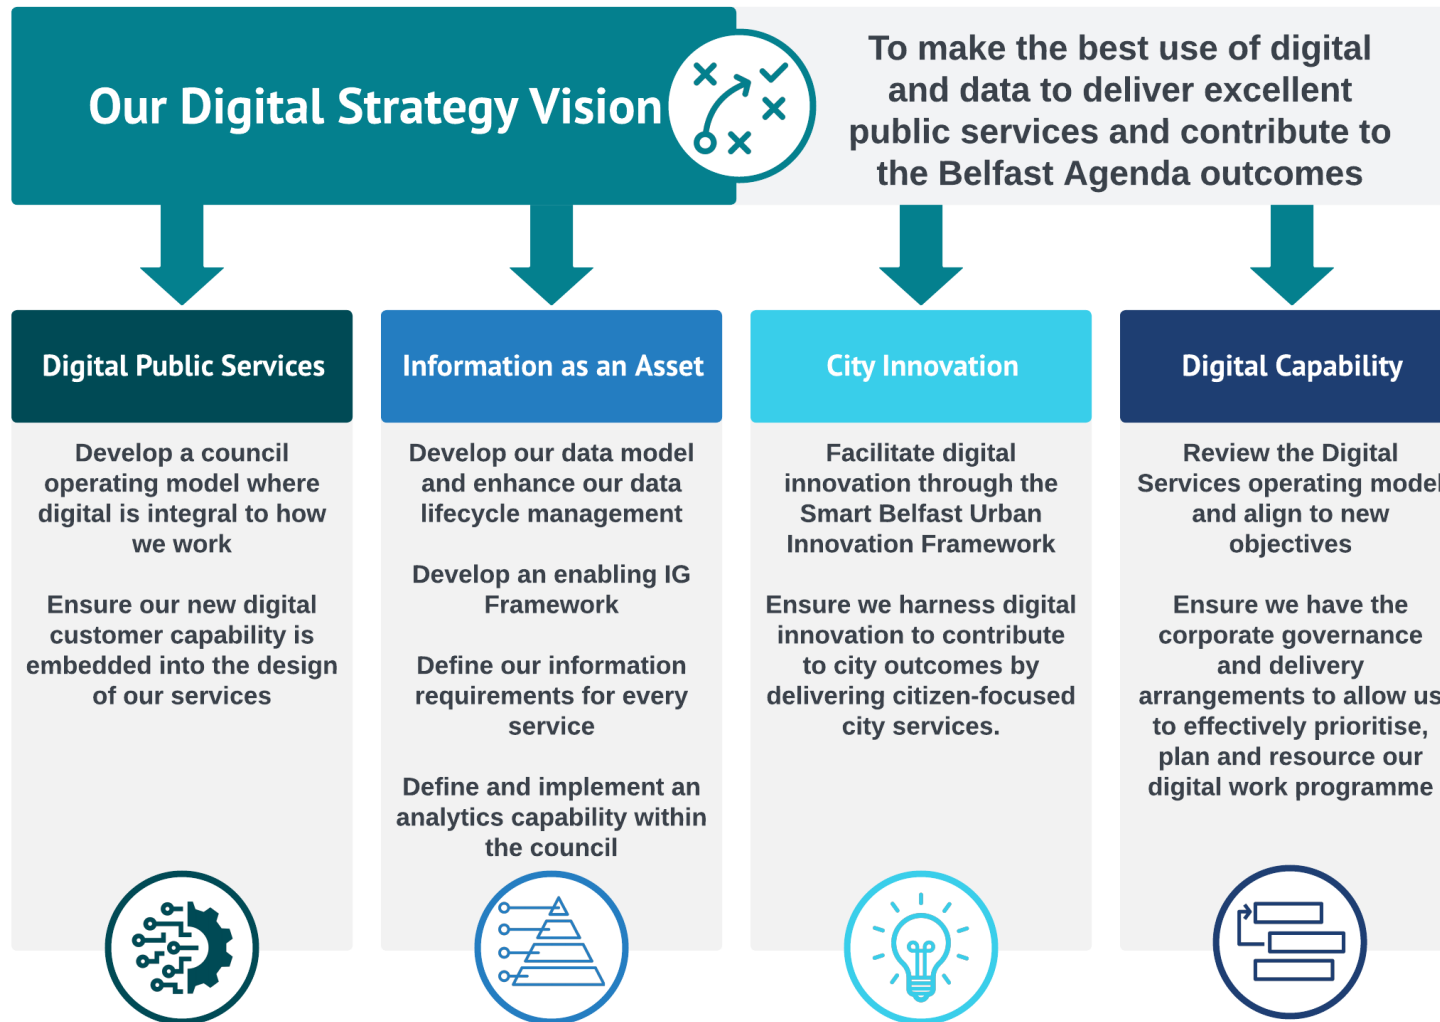 Our Digital Strategy Vision
To make the best use of digital
and data to deliver excellent
public services and contribute to
the Belfast Agenda outcomes
Digital Public Services
Develop a council
operating model where
digital is integral to how
we work
Ensure our new digital
customer capability is
embedded into the design
of our services
Information as an Asset
Develop our data model
and enhance our data
lifecycle management
Develop an enabling IG
Framework
Define our information
requirements for every
service
Define and implement an
analytics capability within
the council
City Innovation
Facilitate digital
innovation through the
Smart Belfast Urban
Innovation Framework
Ensure we harness digital
innovation to contribute
to city outcomes by
delivering citizen-focused
city services.
Digital Capability
Review the Digital
Services operating model
and align to new
objectives
Ensure we have the
corporate governance
and delivery
arrangements to allow us
to effectively prioritise,
plan and resource our
digital work programme